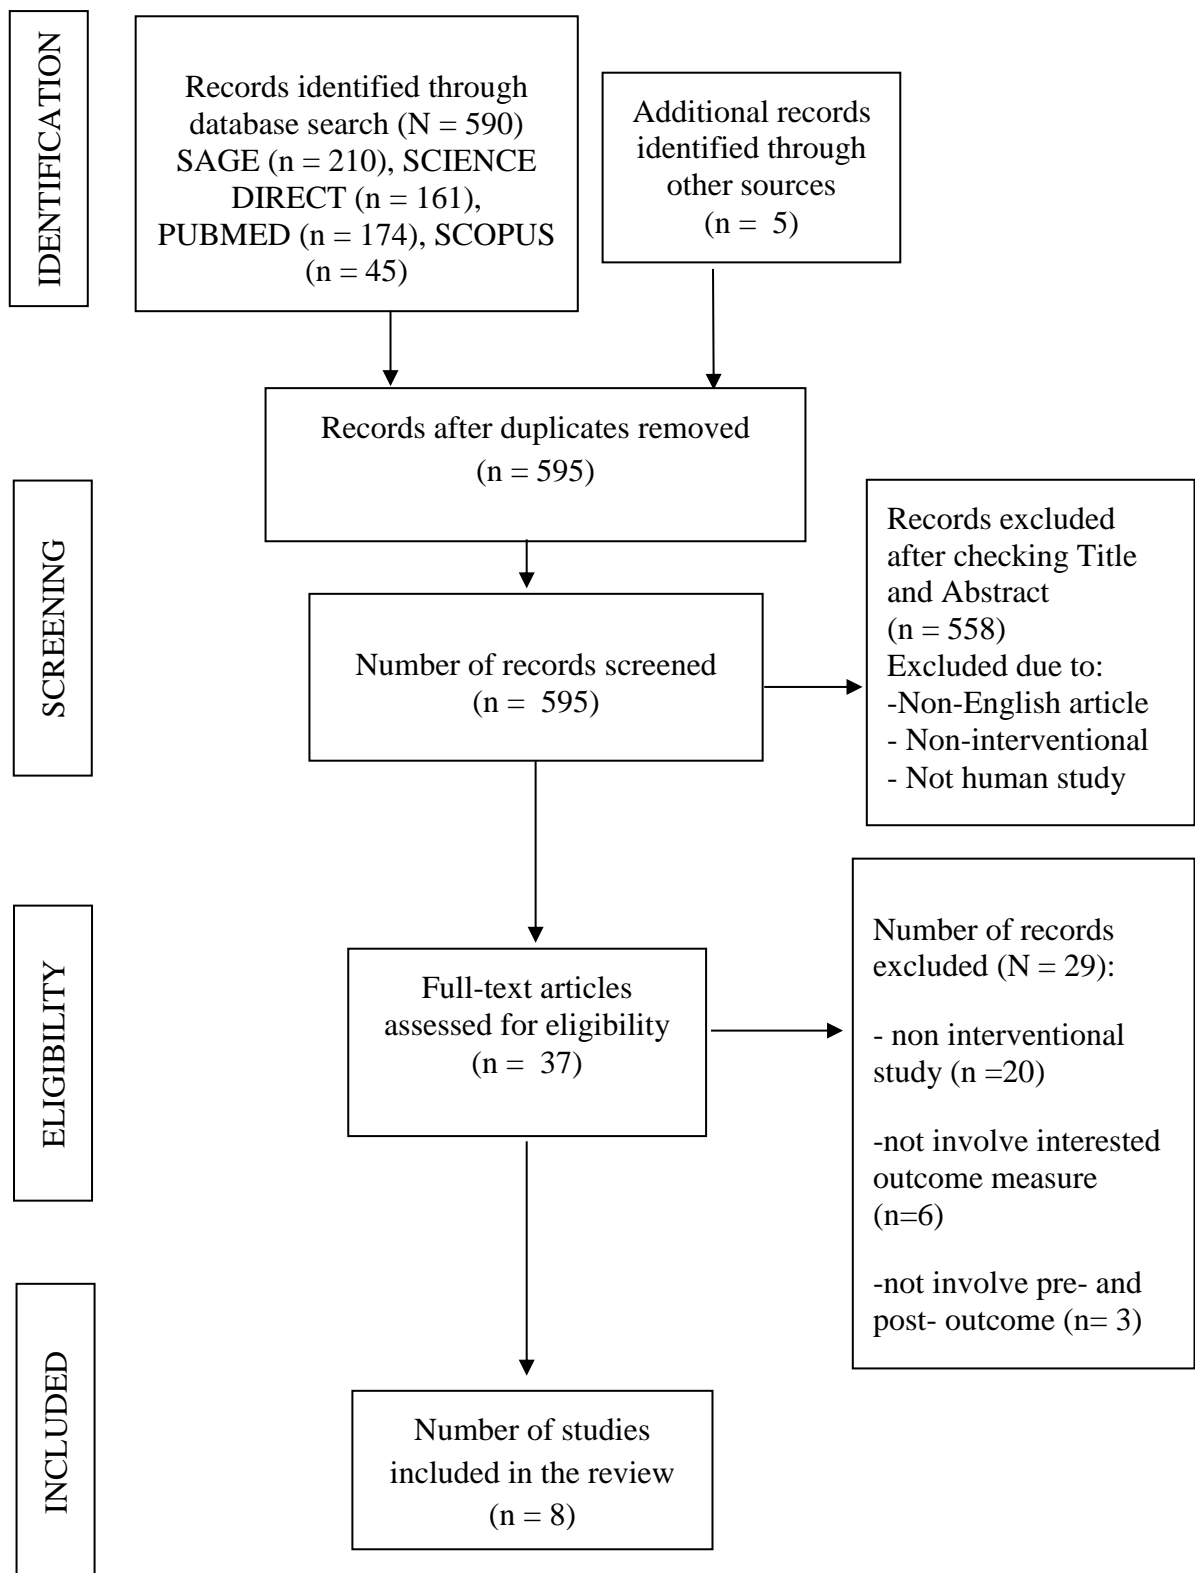 IDENTIFICATION
Records identified through
database search (N = 590)
SAGE (n = 210), SCIENCE
DIRECT (n = 161),
PUBMED (n = 174), SCOPUS
(n = 45)
Additional records
identified through
other sources
(n =  5)
Records after duplicates removed
(n = 595)
SCREENING
Number of records screened
(n =  595)
Records excluded
after checking Title
and Abstract
(n = 558)
Excluded due to:
-Non-English article
- Non-interventional
- Not human study
ELIGIBILITY
Full-text articles
assessed for eligibility
(n =  37)
Number of records
excluded (N = 29):
- non interventional
study (n =20)
-not involve interested
outcome measure
(n=6)
-not involve pre- and
post- outcome (n= 3)
INCLUDED
Number of studies
included in the review
(n = 8)